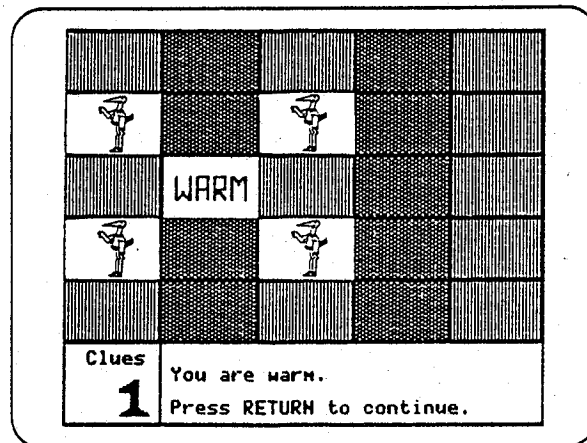 WARM
Clues
1
You are warm.
Press RETURN to continue.